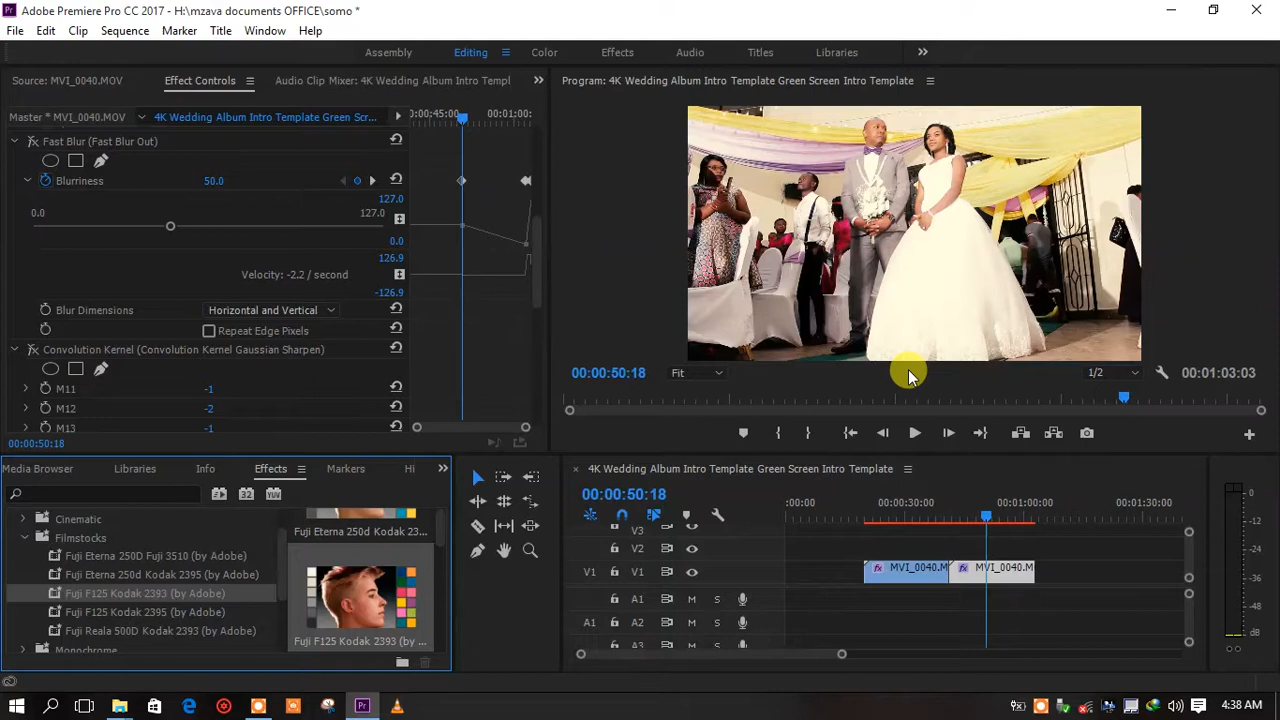 Adobe Premiere Pro CC 2017 - H:\mzava documents OFFICE\somo *
File Edit Clip Sequence Marker Title Window Help
Assembly Editing Color Effects Audio Titles Libraries
Source: MVI_0040.MOV Effect Controls Audio Clip Mixer: 4K Wedding Album Intro Templ
Program: 4K Wedding Album Intro Template Green Screen Intro Template
Master * MVI_0040.MOV 4K Wedding Album Intro Template Green Scr...
0;00;45:00 00:01:00:
Fast Blur (Fast Blur Out)
Blurriness 50.0
127.0
0.0 127.0
0.0
126.9
Velocity: -2.2 / second
-126.9
Blur Dimensions Horizontal and Vertical
Repeat Edge Pixels
Convolution Kernel (Convolution Kernel Gaussian Sharpen)
M11 -1
M12 -2
M13 -1
00:00:50:18
00:00:50:18 Fit 1/2 00:01:03:03
Media Browser Libraries Info Effects Markers Hi
Cinematic
Filmstocks
Fuji Eterna 250D Fuji 3510 (by Adobe)
Fuji Eterna 250d Kodak 2395 (by Adobe)
Fuji F125 Kodak 2393 (by Adobe)
Fuji F125 Kodak 2395 (by Adobe)
Fuji Reala 500D Kodak 2393 (by Adobe)
Monochrome
Fuji Eterna 250d Kodak 23...
Fuji F125 Kodak 2393 (by ...
4K Wedding Album Intro Template Green Screen Intro Template
00:00:50:18
:00:00 00:00:30:00 00:01:00:00 00:01:30:00
V3
V2
V1 fx MVI_0040.M fx MVI_0040.M
A1 M S
A2 M S
A3 M S
0
-12
-24
-36
-48
dB
4:38 AM